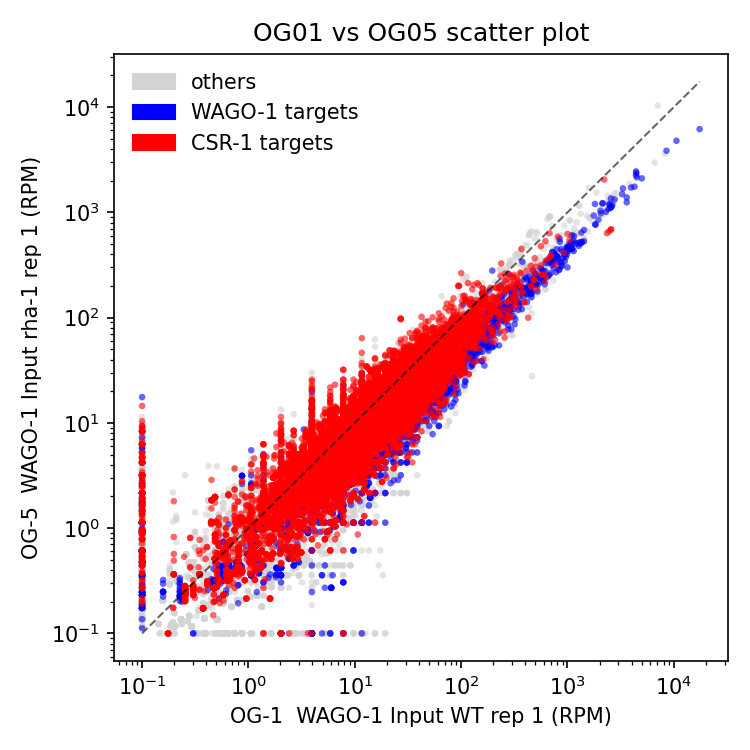 OG01 vs OG05 scatter plot
others
WAGO-1 targets
CSR-1 targets
OG-5  WAGO-1 Input rha-1 rep 1 (RPM)
10⁴
10³
10²
10¹
10⁰
10⁻¹
10⁻¹ 10⁰ 10¹ 10² 10³ 10⁴
OG-1  WAGO-1 Input WT rep 1 (RPM)